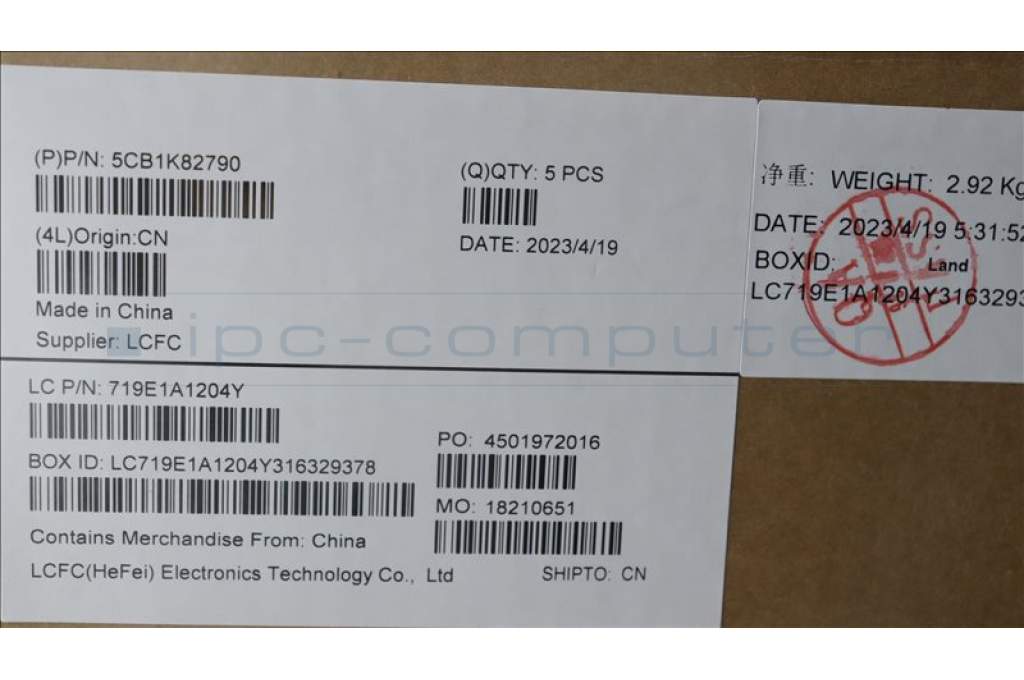 (P)P/N: 5CB1K82790
(Q)QTY: 5 PCS
(4L)Origin:CN
DATE: 2023/4/19
Made in China
Supplier: LCFC
净重: WEIGHT: 2.92 Kg
DATE: 2023/4/19 5:31:52
BOXID: Land
LC719E1A1204Y3163293
ipc-computer
LC P/N: 719E1A1204Y
BOX ID: LC719E1A1204Y316329378
PO: 4501972016
MO: 18210651
Contains Merchandise From: China
LCFC(HeFei) Electronics Technology Co., Ltd
SHIPTO: CN